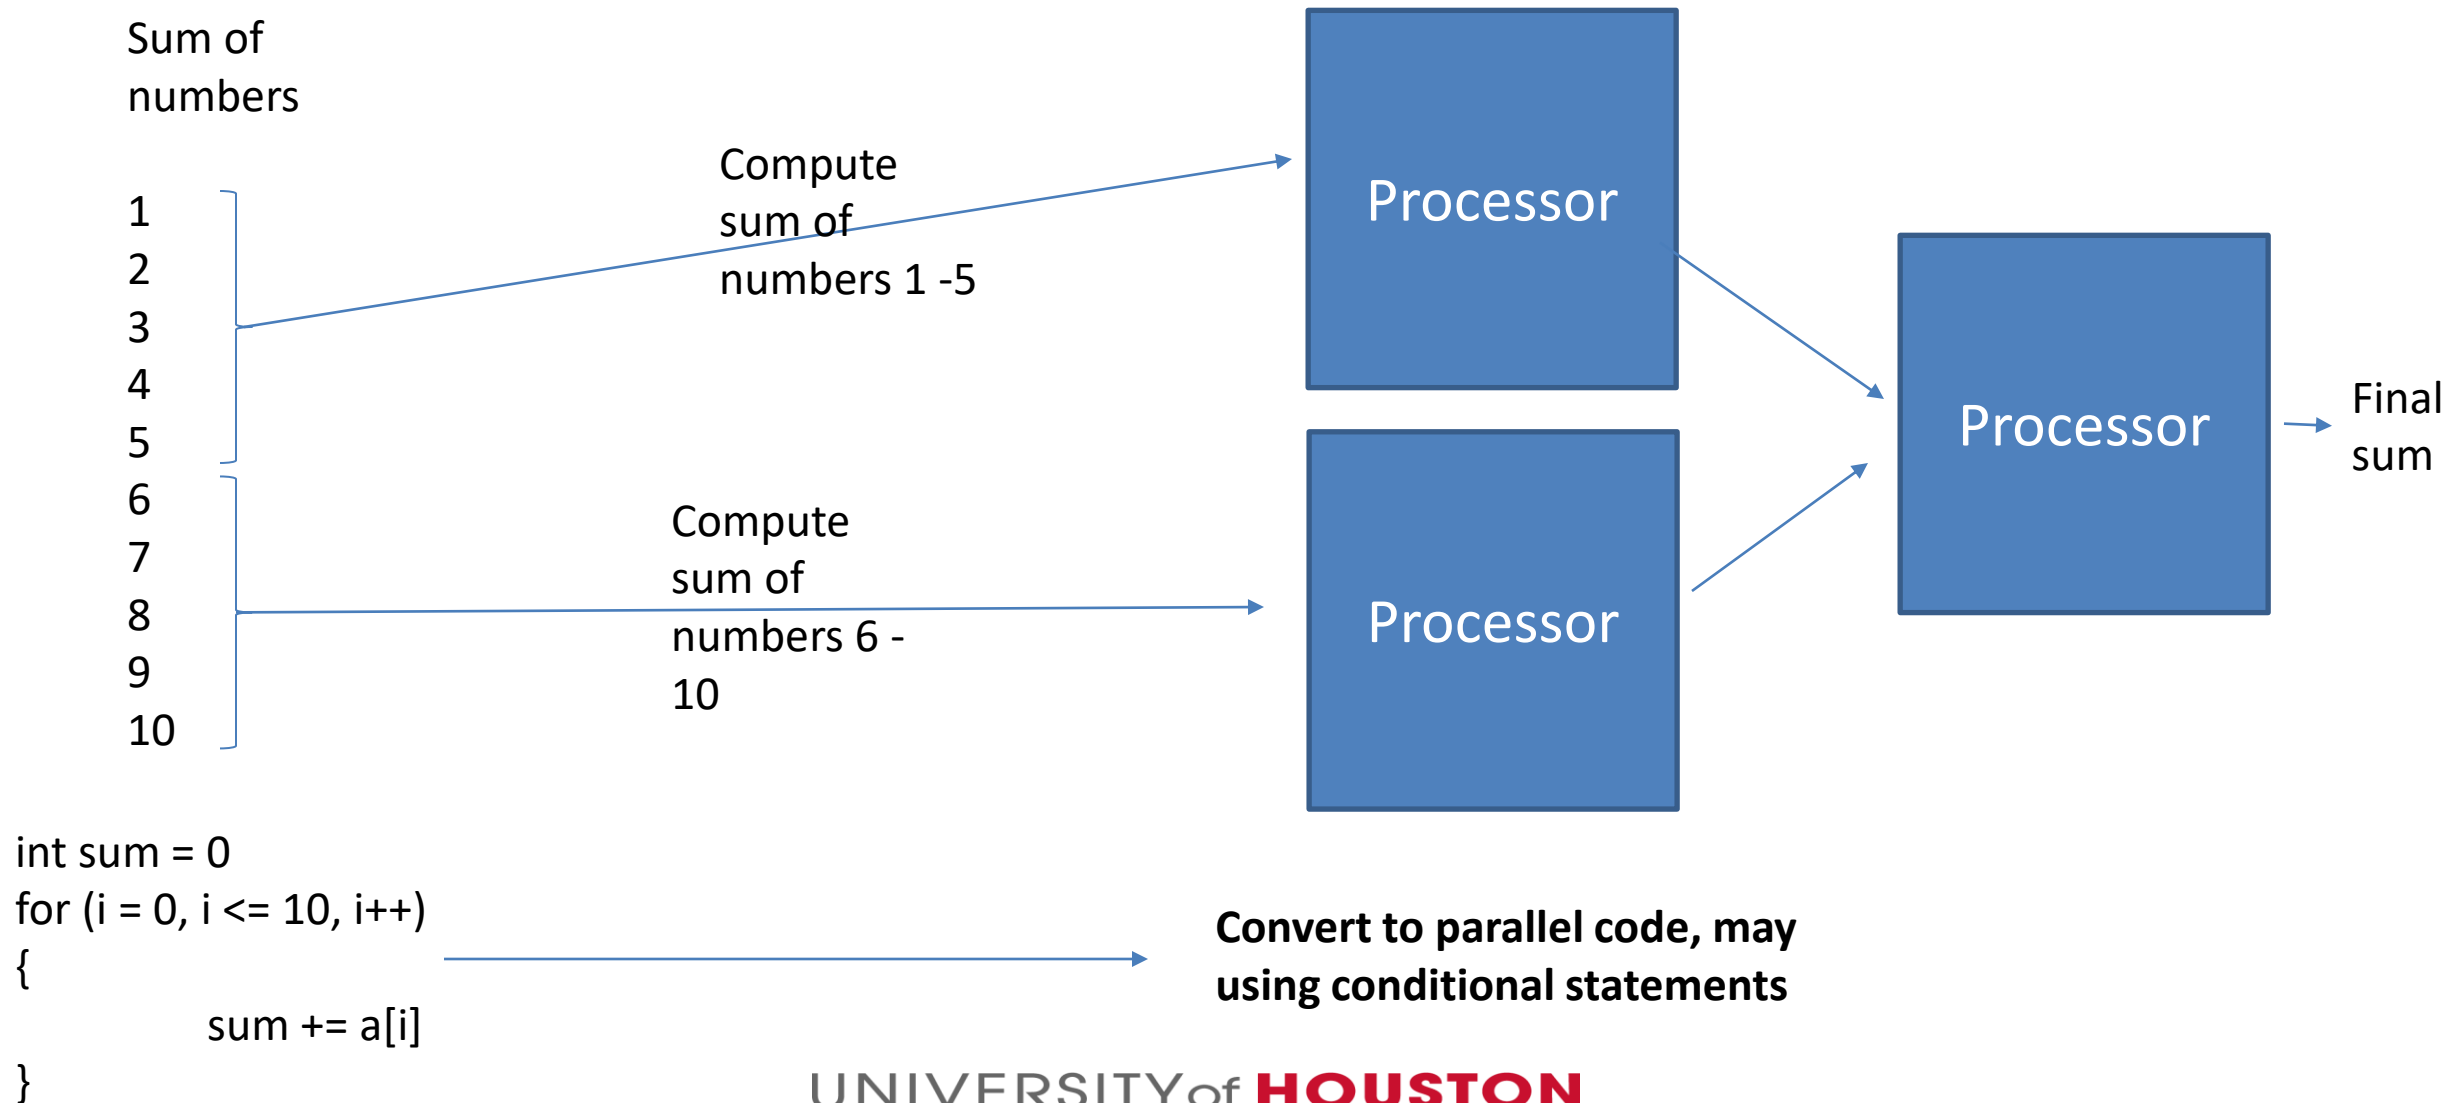 Sum of
numbers
1
2
3
4
5
6
7
8
9
10
Compute
sum of
numbers 1 -5
Compute
sum of
numbers 6 -
10
Processor
Processor
Processor
Final
sum
int sum = 0
for (i = 0, i <= 10, i++)
{
sum += a[i]
}
Convert to parallel code, may
using conditional statements
UNIVERSITY of HOUSTON